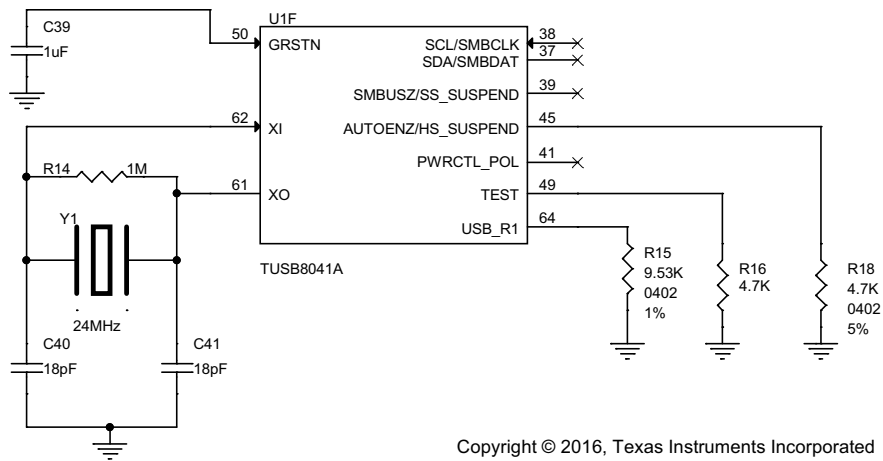 U1F
C39
1uF
50
GRSTN
SCL/SMBCLK
38
SDA/SMBDAT
37
SMBUSZ/SS_SUSPEND
39
62
XI
AUTOENZ/HS_SUSPEND
45
R14
1M
PWRCTL_POL
41
61
XO
TEST
49
Y1
USB_R1
64
TUSB8041A
R15
9.53K
0402
1%
R16
4.7K
R18
4.7K
0402
5%
24MHz
C40
18pF
C41
18pF
Copyright © 2016, Texas Instruments Incorporated